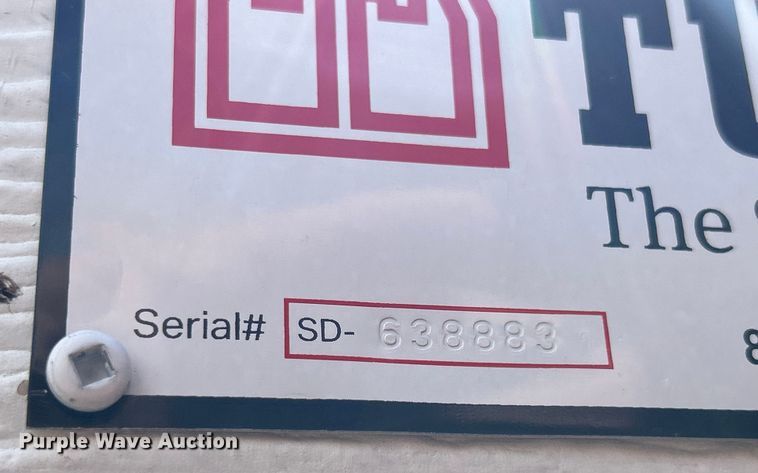 The
Serial# SD- 638883
Purple Wave Auction